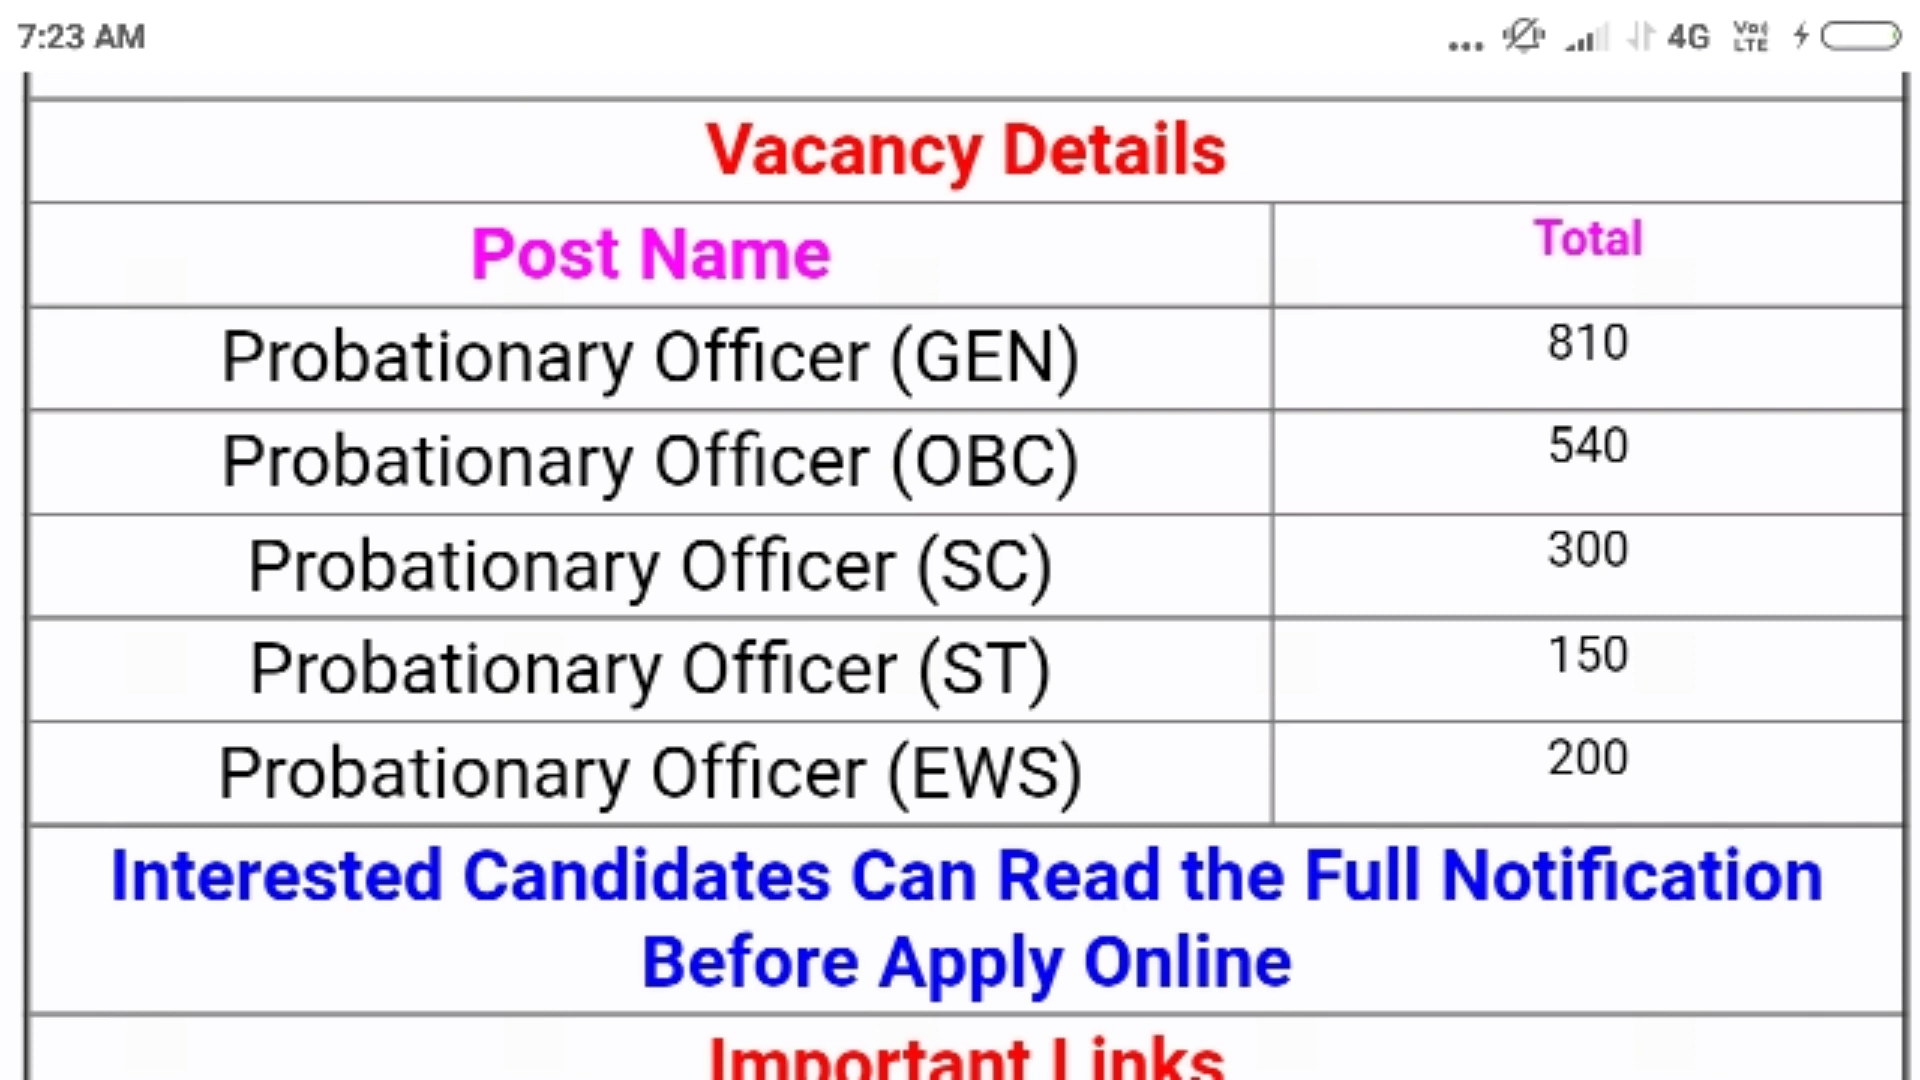 7:23 AM
... 4G Vo) LTE
Vacancy Details
Post Name Total
Probationary Officer (GEN) 810
Probationary Officer (OBC) 540
Probationary Officer (SC) 300
Probationary Officer (ST) 150
Probationary Officer (EWS) 200
Interested Candidates Can Read the Full Notification
Before Apply Online
Important Links